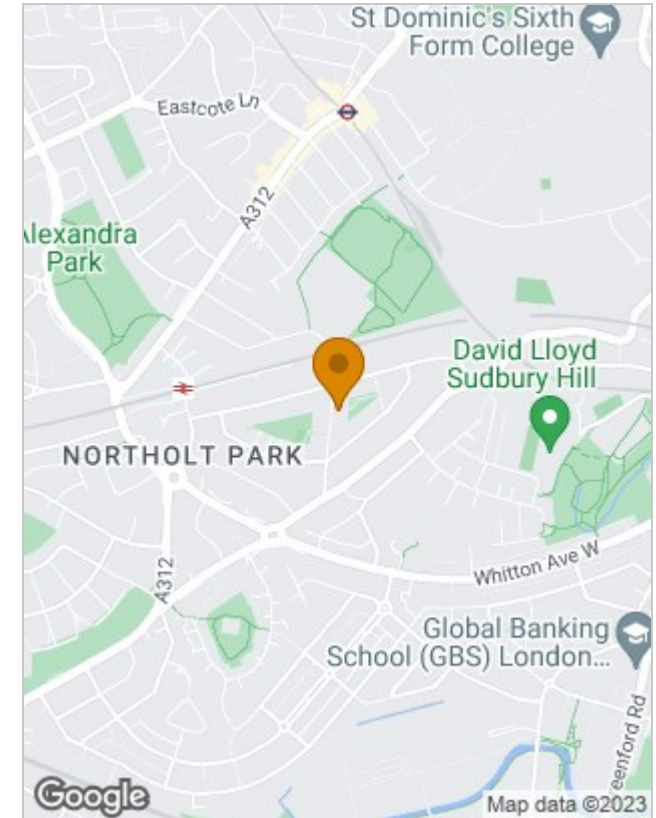 St Dominic's Sixth
Form College
Eastcote Ln
A312
Alexandra
Park
David Lloyd
Sudbury Hill
NORTHOLT PARK
A312
Whitton Ave W
Global Banking
School (GBS) London...
eenford Rd
Google
Map data ©2023